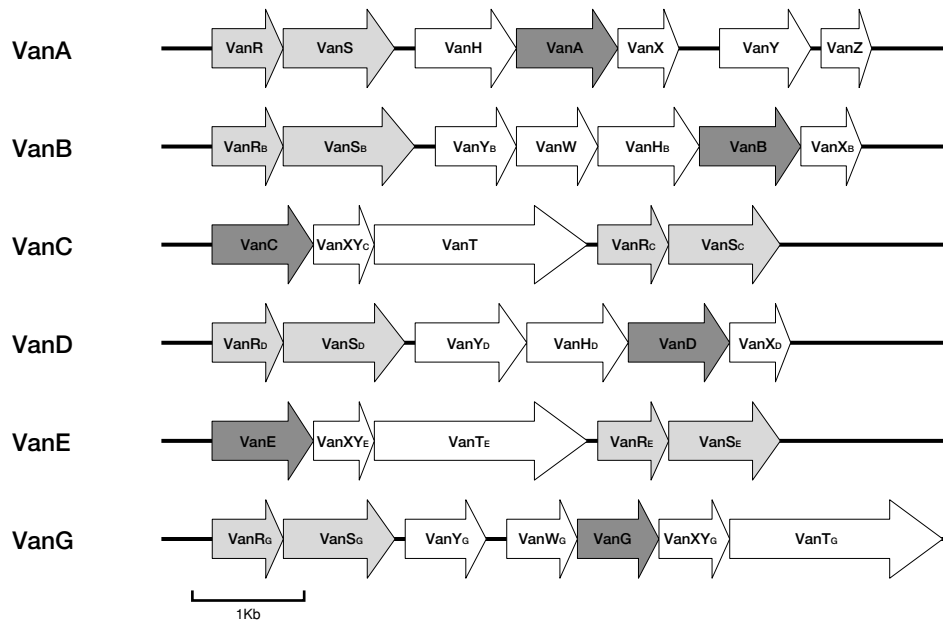 VanA VanR VanS VanH VanA VanX VanY VanZ
VanB VanRB VanSB VanYB VanW VanHB VanB VanXB
VanC VanC VanXYC VanT VanRC VanSC
VanD VanRD VanSD VanYD VanHD VanD VanXD
VanE VanE VanXYE VanTE VanRE VanSE
VanG VanRG VanSG VanYG VanWG VanG VanXYG VanTG
1Kb